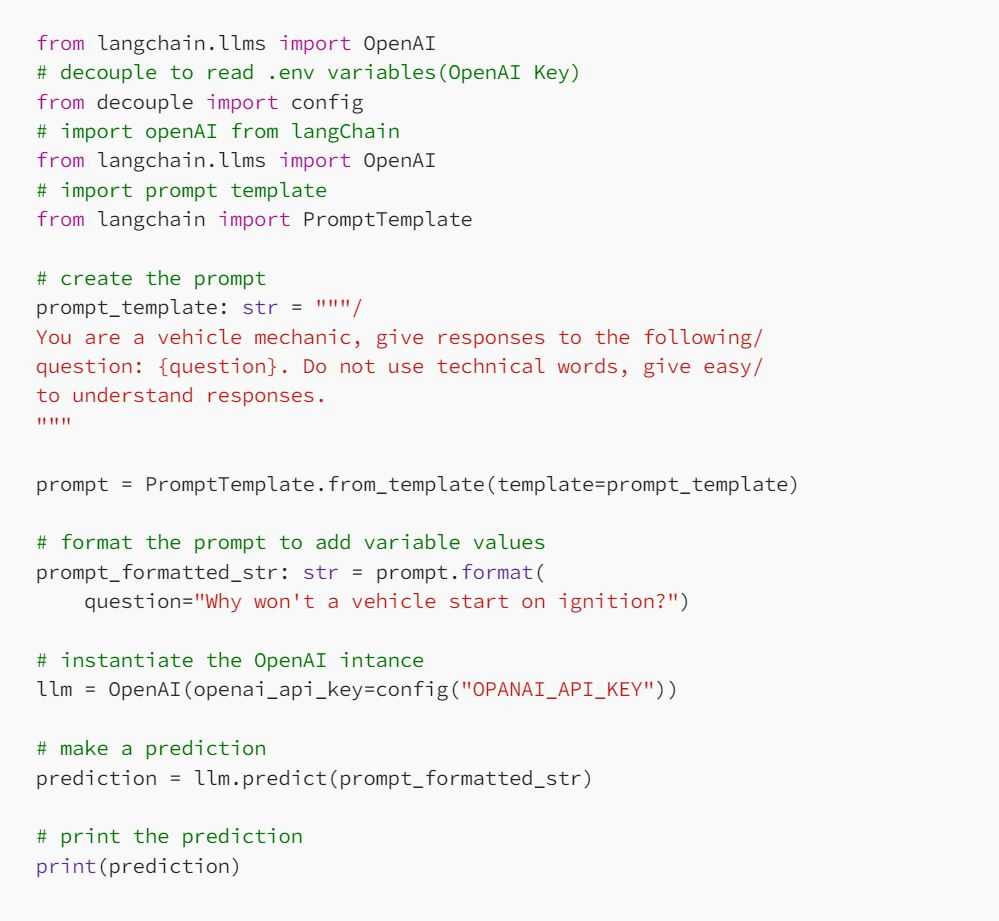 from langchain.llms import OpenAI
# decouple to read .env variables(OpenAI Key)
from decouple import config
# import openAI from langChain
from langchain.llms import OpenAI
# import prompt template
from langchain import PromptTemplate

# create the prompt
prompt_template: str = """/
You are a vehicle mechanic, give responses to the following/
question: {question}. Do not use technical words, give easy/
to understand responses.
"""

prompt = PromptTemplate.from_template(template=prompt_template)

# format the prompt to add variable values
prompt_formatted_str: str = prompt.format(
    question="Why won't a vehicle start on ignition?")

# instantiate the OpenAI intance
llm = OpenAI(openai_api_key=config("OPANAI_API_KEY"))

# make a prediction
prediction = llm.predict(prompt_formatted_str)

# print the prediction
print(prediction)